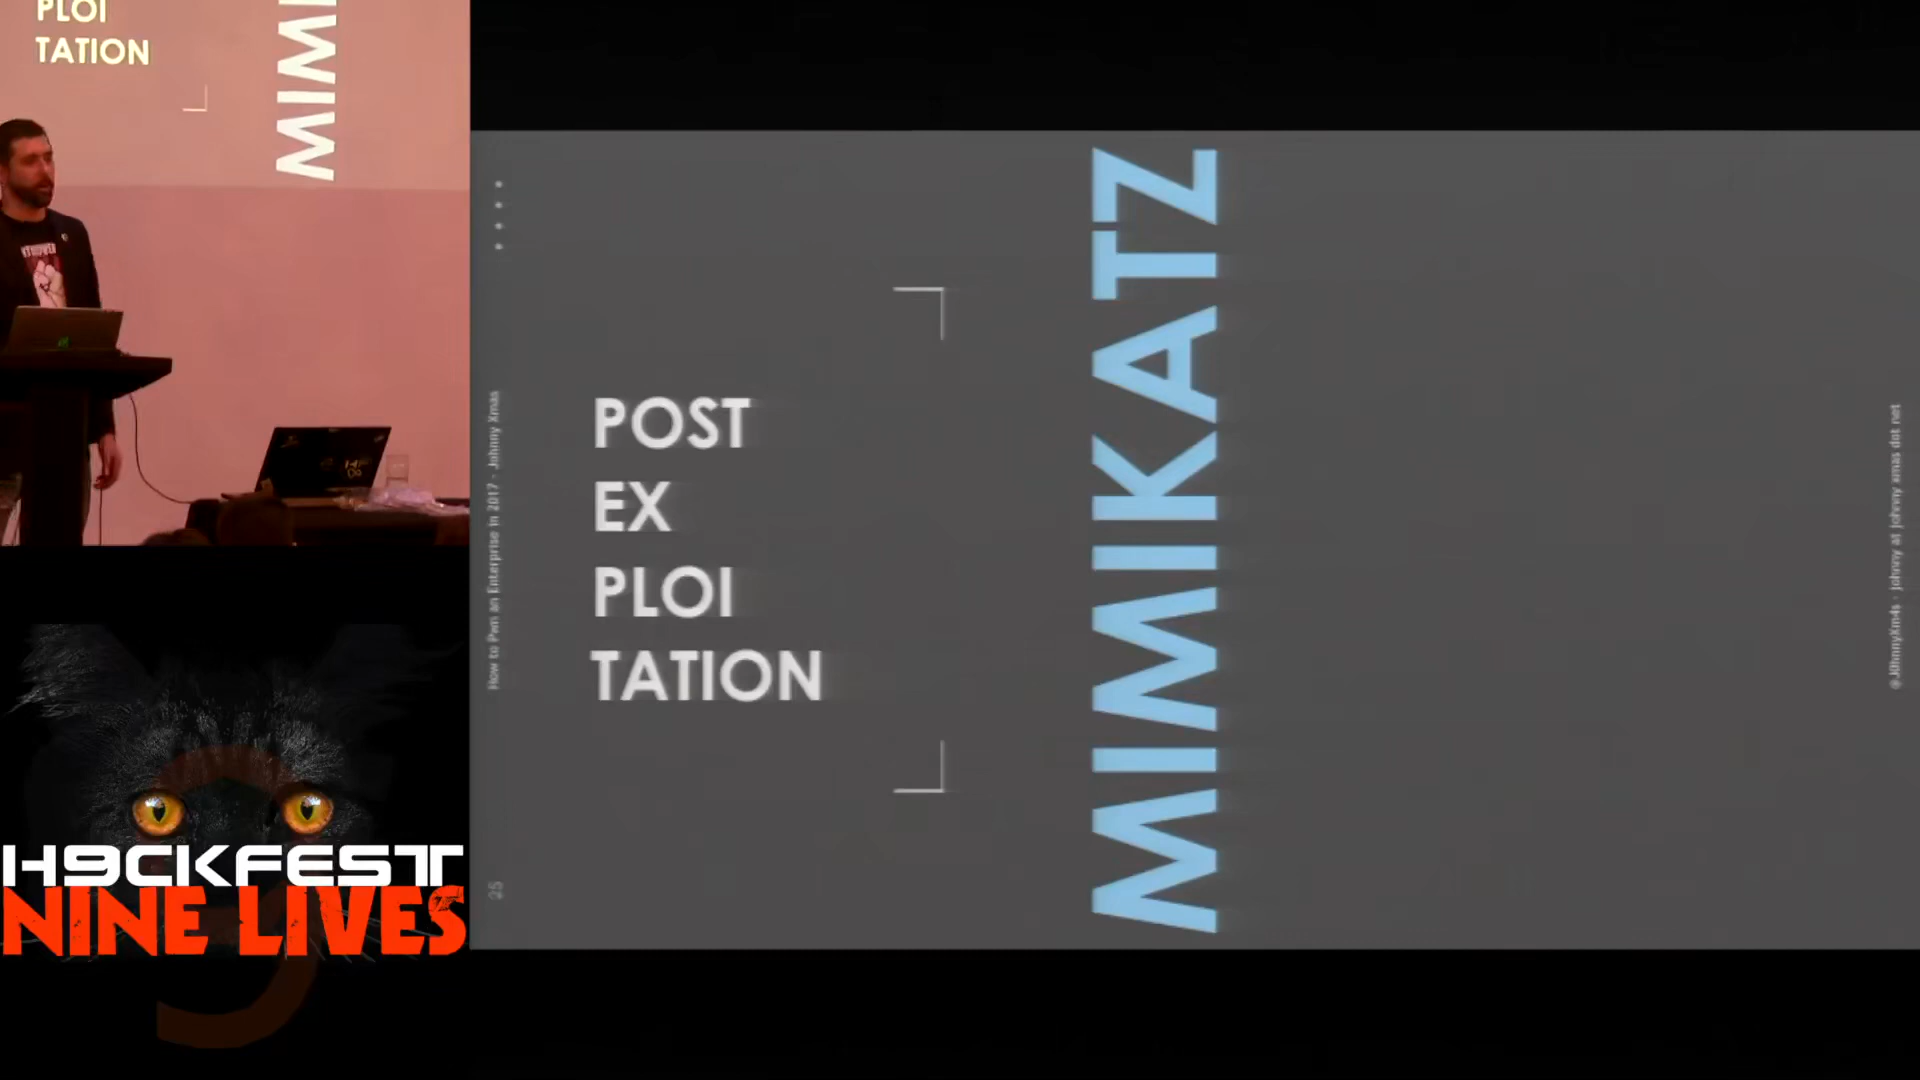 PLOI
TATION
MIMI
How to Pwn an Enterprise in 2017 - Johnny Xmas
POST
EX
PLOI
TATION
MIMIKATZ
@J0hnnyXm4s - johnny at johnny xmas dot net
25
H9CKFEST
NINE LIVES